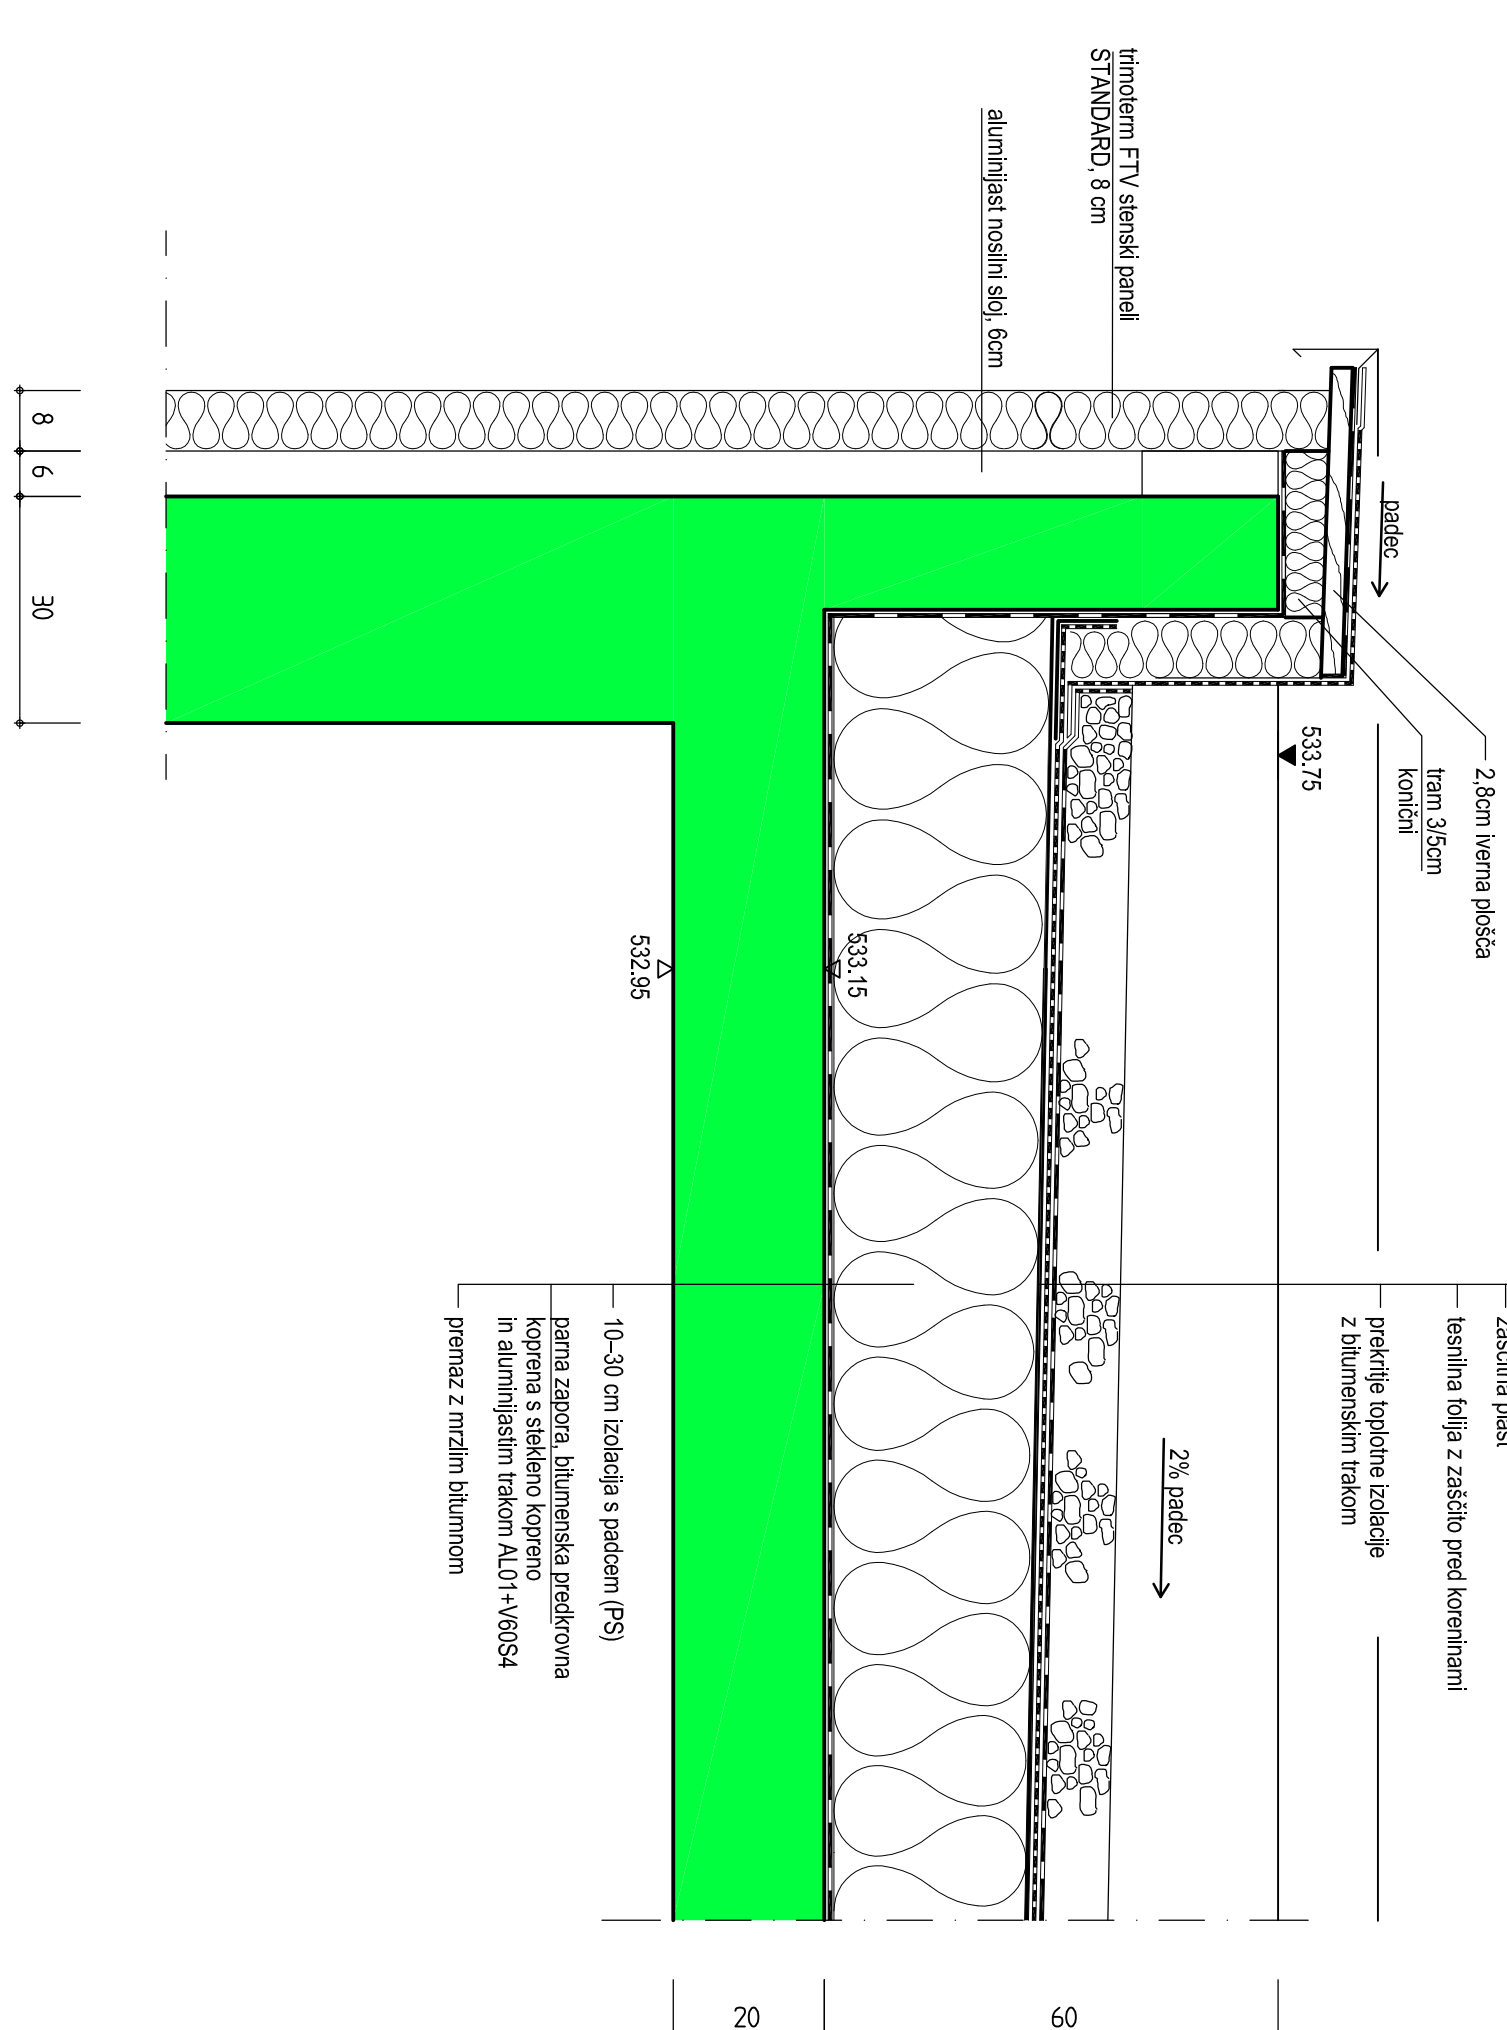 trimoterm FTV stenski paneli
STANDARD, 8 cm
aluminijast nosilni sloj, 6cm
padec
2,8cm iverna plošča
tram 3/5cm
konični
533.75
533.15
532.95
zaščitna plast
tesnilna folija z zaščito pred koreninami
prekritje toplotne izolacije
z bitumenskim trakom
2% padec
10–30 cm izolacija s padcem (PS)
parna zapora, bitumenska predkrovna
koprena s stekleno kopreno
in aluminijastim trakom AL01+V60S4
premaz z mrzlim bitumnom
8
6
30
20
60